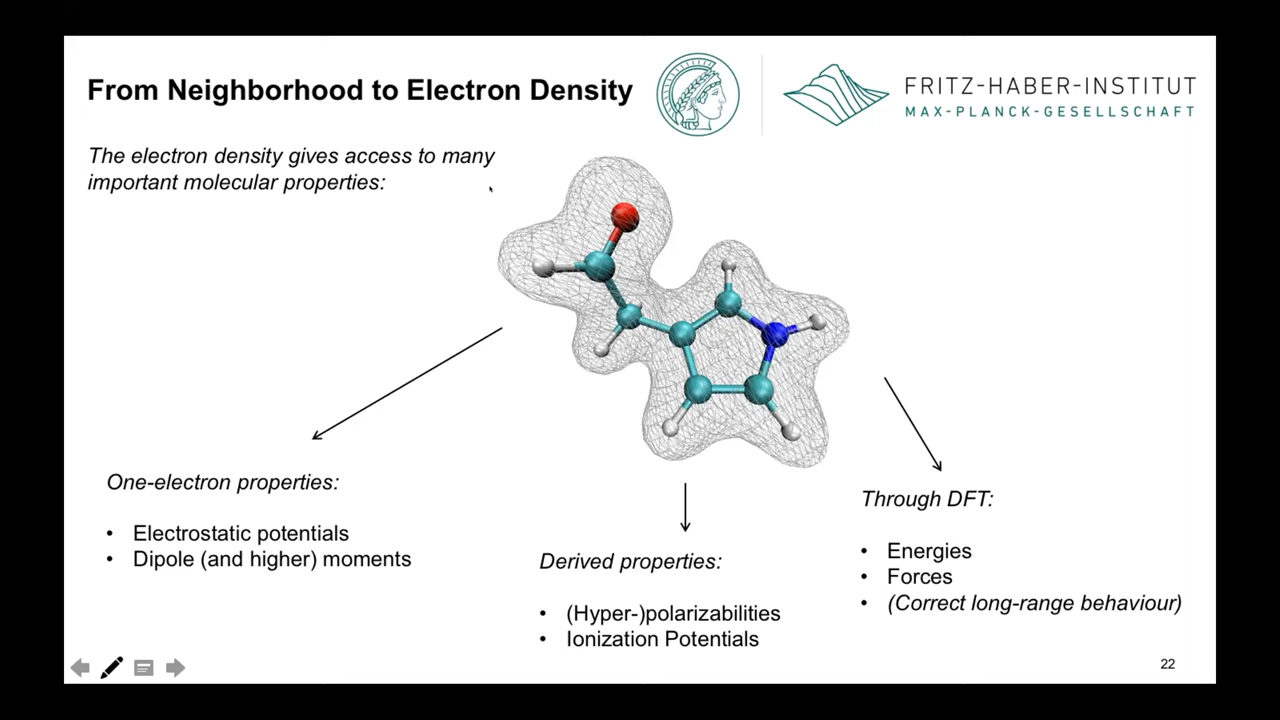 From Neighborhood to Electron Density
FRITZ-HABER-INSTITUT
MAX-PLANCK-GESELLSCHAFT
The electron density gives access to many
important molecular properties:
One-electron properties:
• Electrostatic potentials
• Dipole (and higher) moments
Derived properties:
• (Hyper-)polarizabilities
• Ionization Potentials
Through DFT:
• Energies
• Forces
• (Correct long-range behaviour)
22